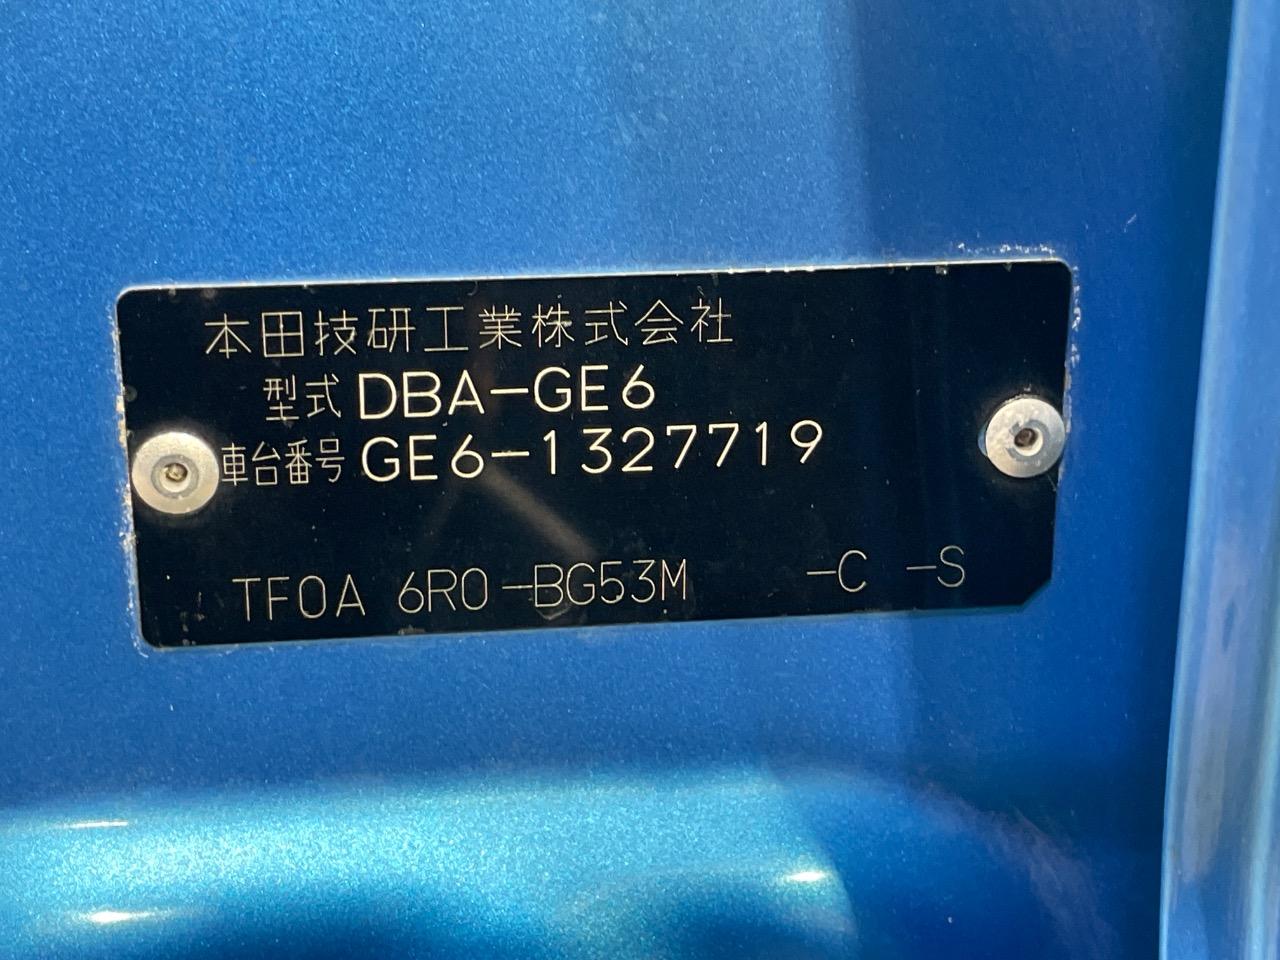 本田技研工業株式会社
型式 DBA-GE6
車台番号 GE6-1327719
TF0A 6R0-BG53M -C -S